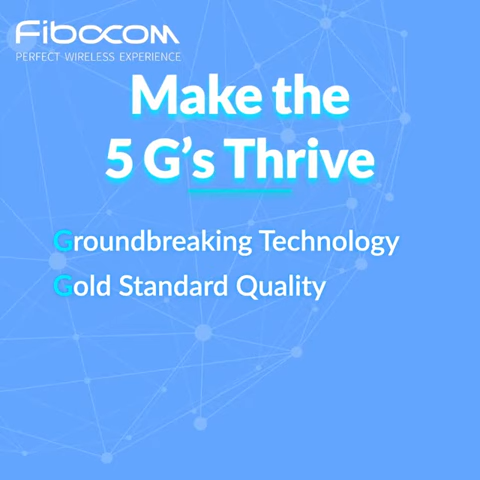 Fibocom
PERFECT WIRELESS EXPERIENCE
Make the
5 G's Thrive
Groundbreaking Technology
Gold Standard Quality